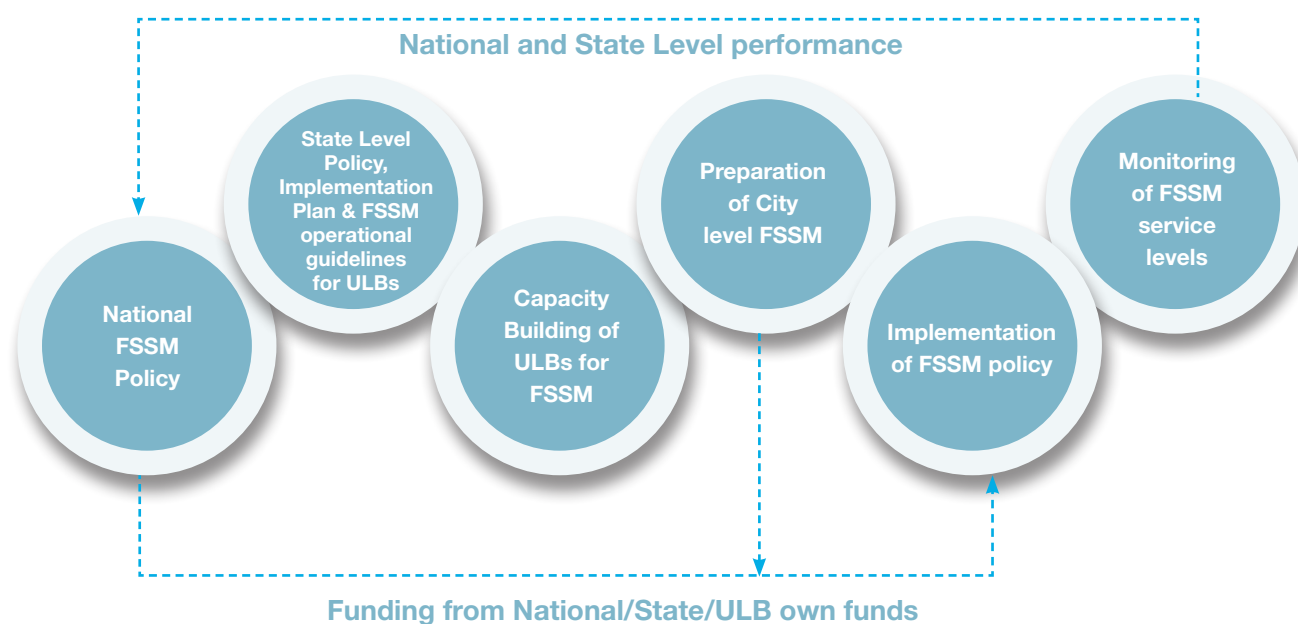 National and State Level performance
State Level
Policy,
Implementation
Plan & FSSM
operational
guidelines
for ULBs
Preparation
of City
level FSSM
Monitoring
of FSSM
service
levels
National
FSSM
Policy
Capacity
Building of
ULBs for
FSSM
Implementation
of FSSM policy
Funding from National/State/ULB own funds